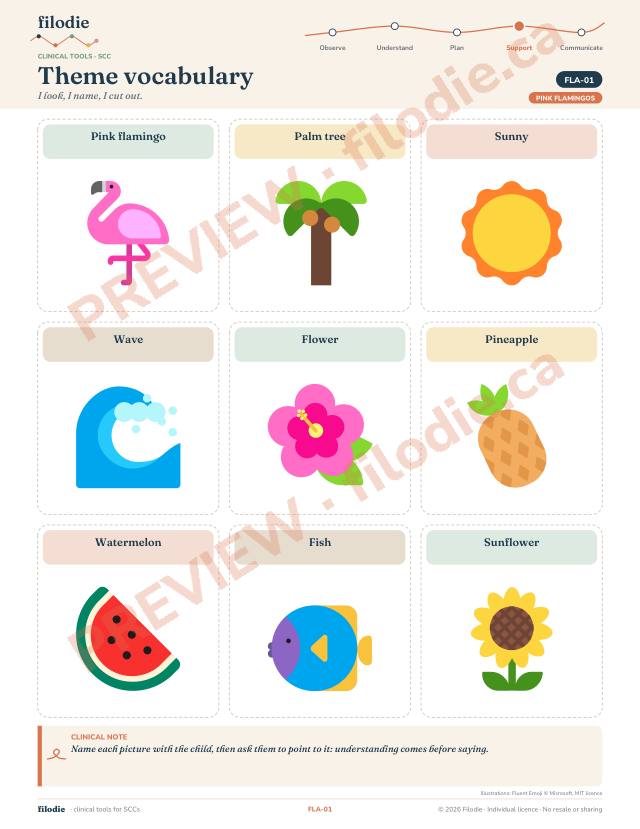 filodie
Observe Understand Plan Support Communicate
CLINICAL TOOLS · SCC
Theme vocabulary
FLA-01
I look, I name, I cut out.
PINK FLAMINGOS
Pink flamingo Palm tree Sunny
Wave Flower Pineapple
Watermelon Fish Sunflower
PREVIEW · filodie.ca
PREVIEW · filodie.ca
CLINICAL NOTE
Name each picture with the child, then ask them to point to it: understanding comes before saying.
Illustrations: Fluent Emoji © Microsoft, MIT licence
filodie · clinical tools for SCCs FLA-01 © 2026 Filodie · Individual licence · No resale or sharing